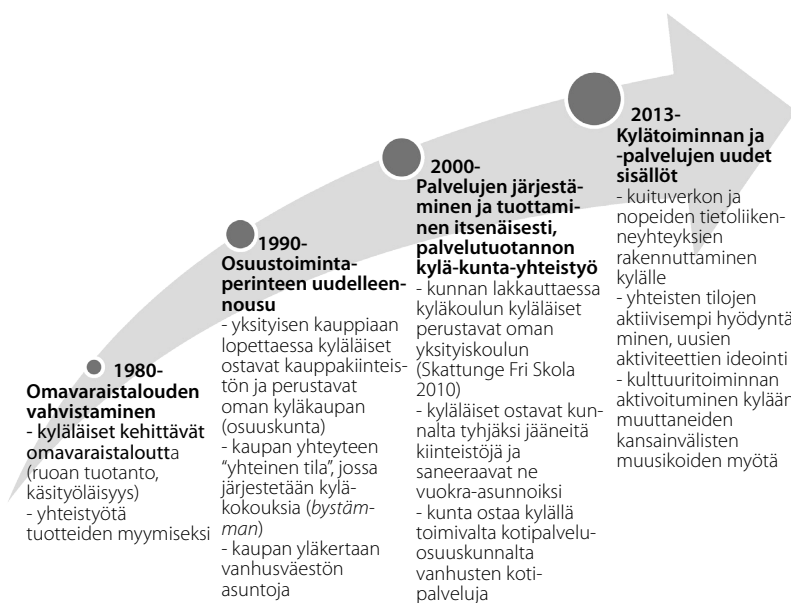 1980-
Omavaraistalouden
vahvistaminen
- kyläläiset kehittävät
omavaraistaloutta
(ruoan tuotanto,
käsityöläisyys)
- yhteistyötä
tuotteiden myymiseksi
1990-
Osuustoiminta-
perinteen uudelleen-
nousu
- yksityisen kauppiaan
lopettaessa kyläläiset
ostavat kauppakiinteis-
tön ja perustavat
oman kyläkaupan
(osuuskunta)
- kaupan yhteyteen
"yhteinen tila", jossa
järjestetään kylä-
kokouksia (bystäm-
man)
- kaupan yläkertaan
vanhusväestön
asuntoja
2000-
Palvelujen järjestä-
minen ja tuottami-
nen itsenäisesti,
palvelutuotannon
kylä-kunta-yhteistyö
- kunnan lakkauttaessa
kyläkoulun kyläläiset
perustavat oman
yksityiskoulun
(Skattunge Fri Skola
2010)
- kyläläiset ostavat kun-
nalta tyhjäksi jääneitä
kiinteistöjä ja
saneeraavat ne
vuokra-asunnoiksi
- kunta ostaa kylällä
toimivalta kotipalvelu-
osuuskunnalta
vanhusten koti-
palveluja
2013-
Kylätoiminnan ja
-palvelujen uudet
sisällöt
- kuituverkon ja
nopeiden tietoliiken-
neyhteyksien
rakennuttaminen
kylälle
- yhteisten tilojen
aktiivisempi hyödyntä
minen, uusien
aktiviteettien ideointi
- kulttuuritoiminnan
aktivoituminen kylään
muuttaneiden
kansainvälisten
muusikoiden myötä